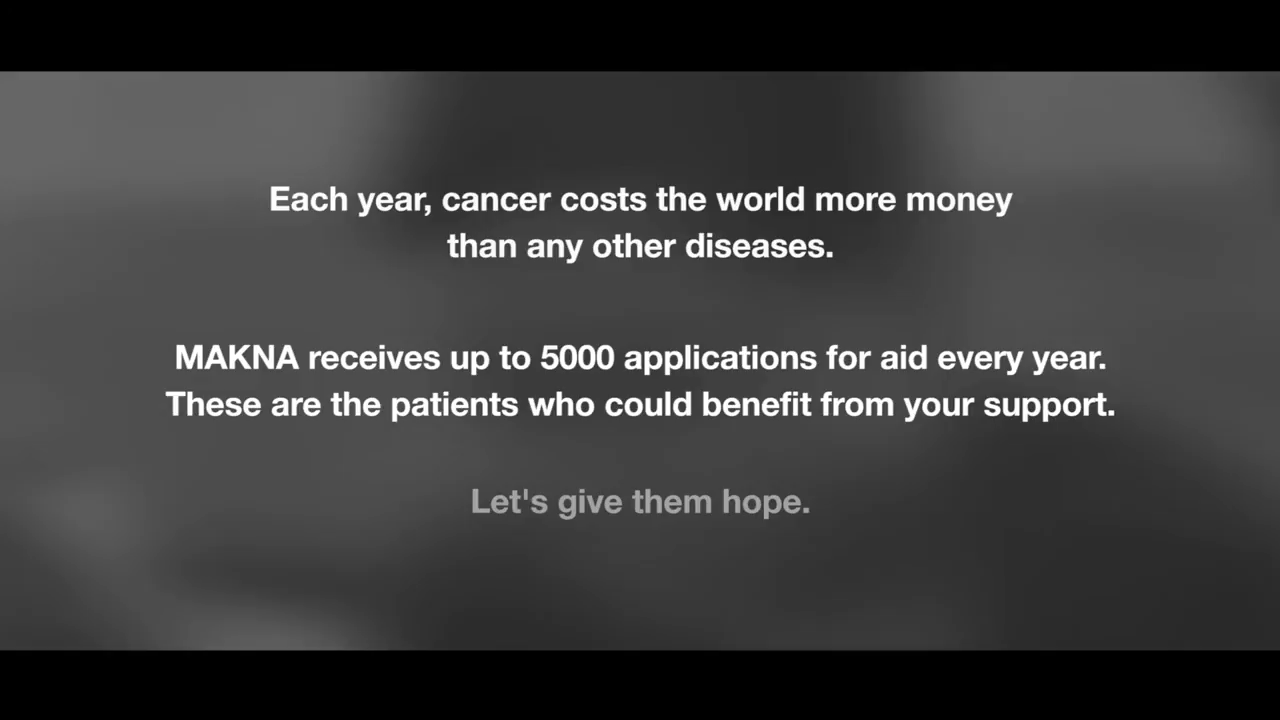 Each year, cancer costs the world more money
than any other diseases.
MAKNA receives up to 5000 applications for aid every year.
These are the patients who could benefit from your support.
Let's give them hope.